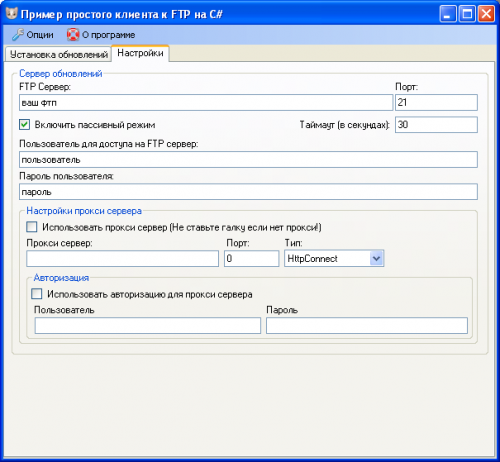 Пример простого клиента к FTP на C#
Опции О программе
Установка обновлений Настройки
Сервер обновлений
FTP Сервер: Порт:
ваш фтп 21
Включить пассивный режим Таймаут (в секундах): 30
Пользователь для доступа на FTP сервер:
пользователь
Пароль пользователя:
пароль
Настройки прокси сервера
Использовать прокси сервер (Не ставьте галку если нет прокси!)
Прокси сервер: Порт: Тип:
0 HttpConnect
Авторизация
Использовать авторизацию для прокси сервера
Пользователь Пароль